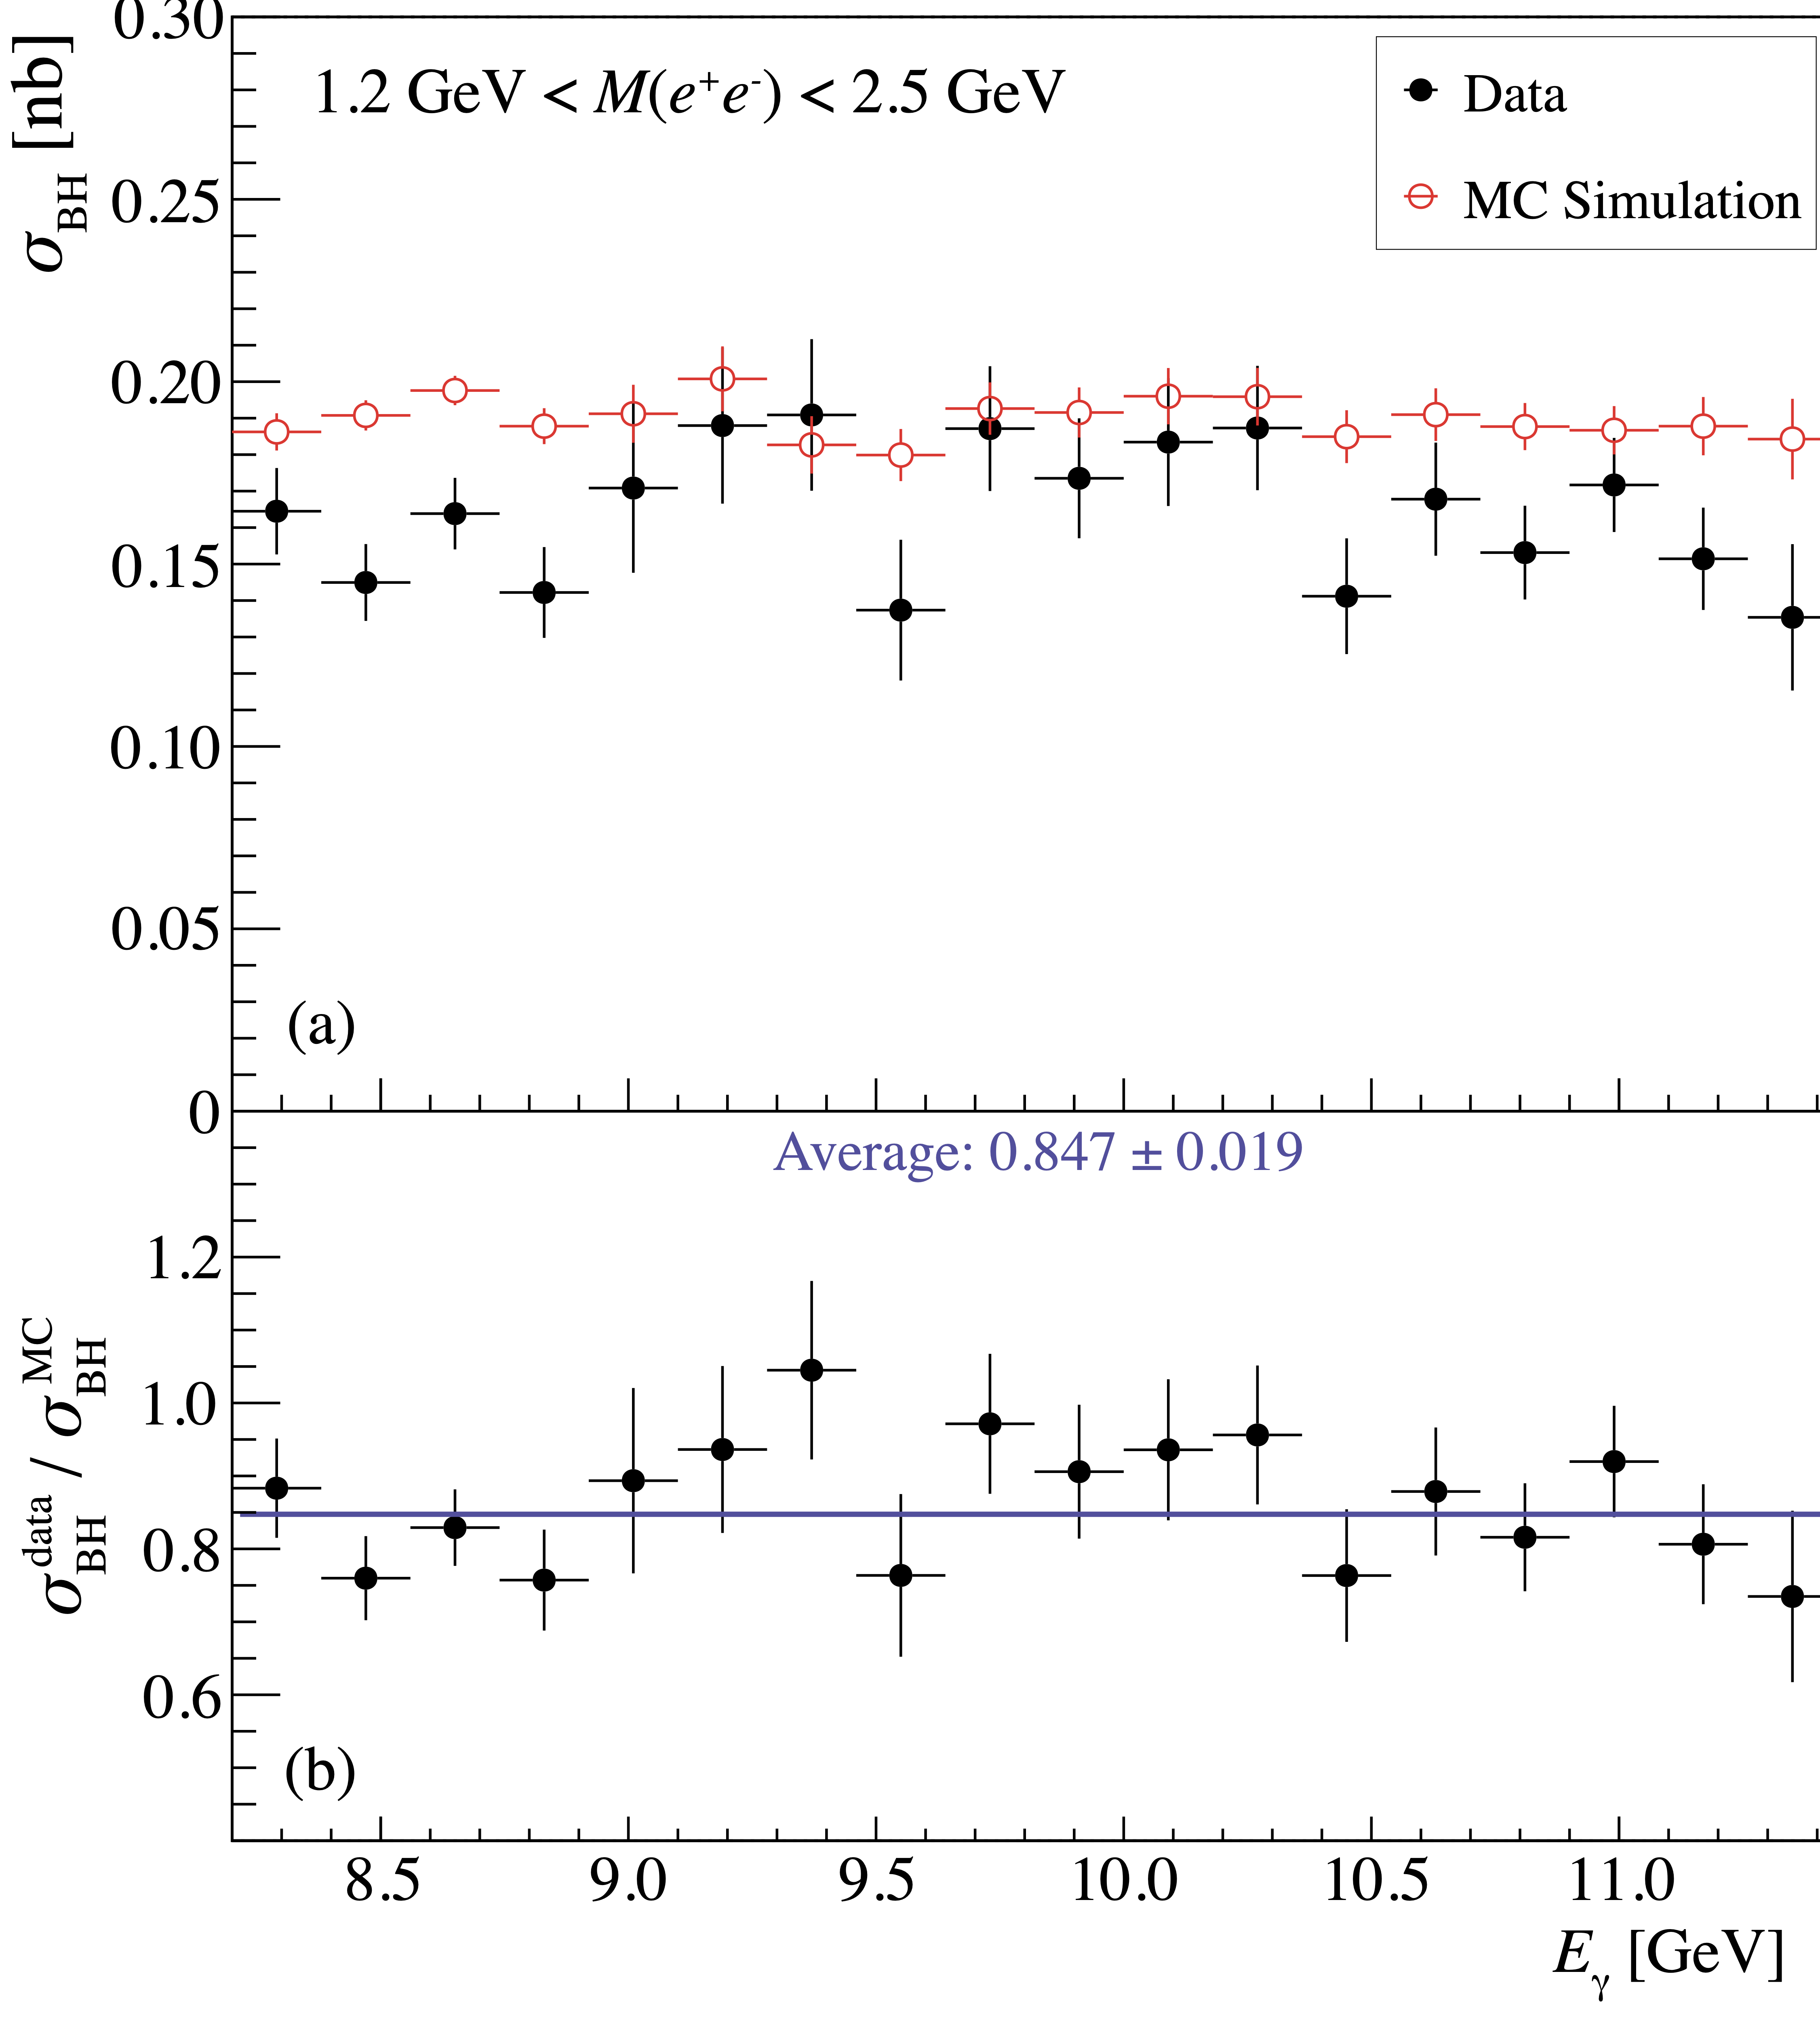 0.30
σBH [nb]
1.2 GeV < M(e+e-) < 2.5 GeV
Data
MC Simulation
0.25
0.20
0.15
0.10
0.05
(a)
0
Average: 0.847 ± 0.019
1.2
1.0
0.8
0.6
σBHdata / σBHMC
(b)
8.5 9.0 9.5 10.0 10.5 11.0
Eγ [GeV]